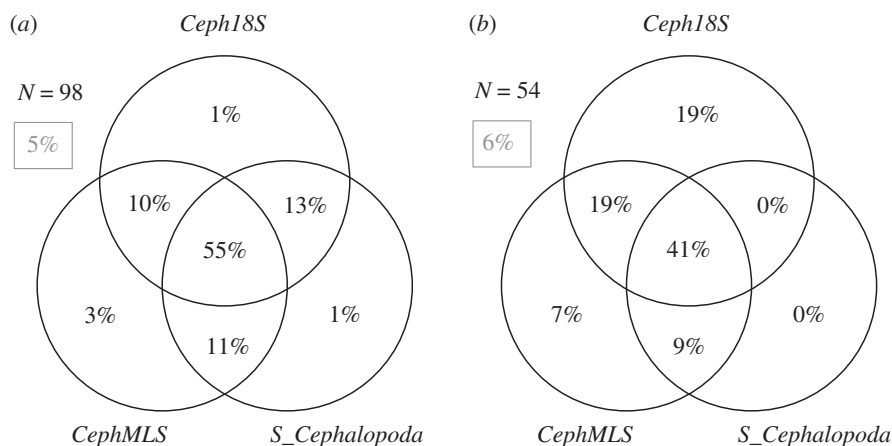 (a) Ceph18S
N = 98
5%
1%
10% 13%
55%
3% 1%
11%
CephMLS S_Cephalopoda
(b) Ceph18S
N = 54
6%
19%
19% 0%
41%
7% 0%
9%
CephMLS S_Cephalopoda